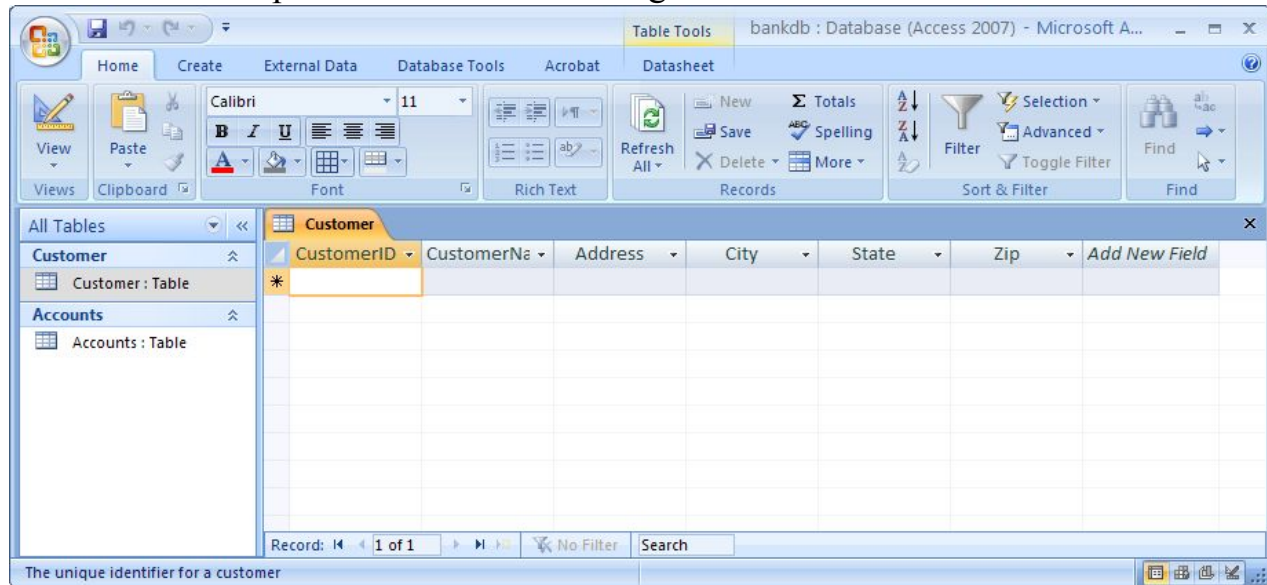 Table Tools bankdb : Database (Access 2007) - Microsoft A...
Home Create External Data Database Tools Acrobat Datasheet
View Paste
Calibri 11
B I U
A
Refresh All
New Save Delete
Totals Spelling More
Filter
Selection Advanced Toggle Filter
Find
Views Clipboard Font Rich Text Records Sort & Filter Find
All Tables
Customer
Customer : Table
Accounts
Accounts : Table
Customer
CustomerID CustomerNa Address City State Zip Add New Field
Record: 1 of 1 No Filter Search
The unique identifier for a customer